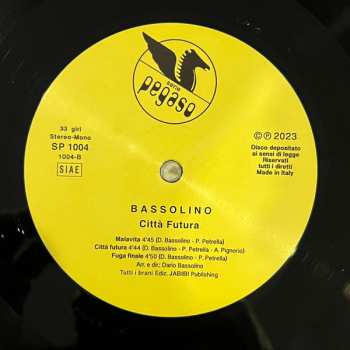 serie
pegaso
33 giri
Stereo-Mono
SP 1004
1004-B
SIAE
©℗2023
Disco depositato
ai sensi di legge
Riservati
tutti i diretti
Made in Italy
BASSOLINO
Città Futura
Malavita 4'45 (D. Bassolino - P. Petrella)
Città futura 4'44 (D. Bassolino - P. Petrella - A. Pignorio)
Fuga finale 4'50 (D. Bassolino - P. Petrella)
Arr. e dir.: Dario Bassolino
Tutti i brani Ediz. JABIBI Publishing